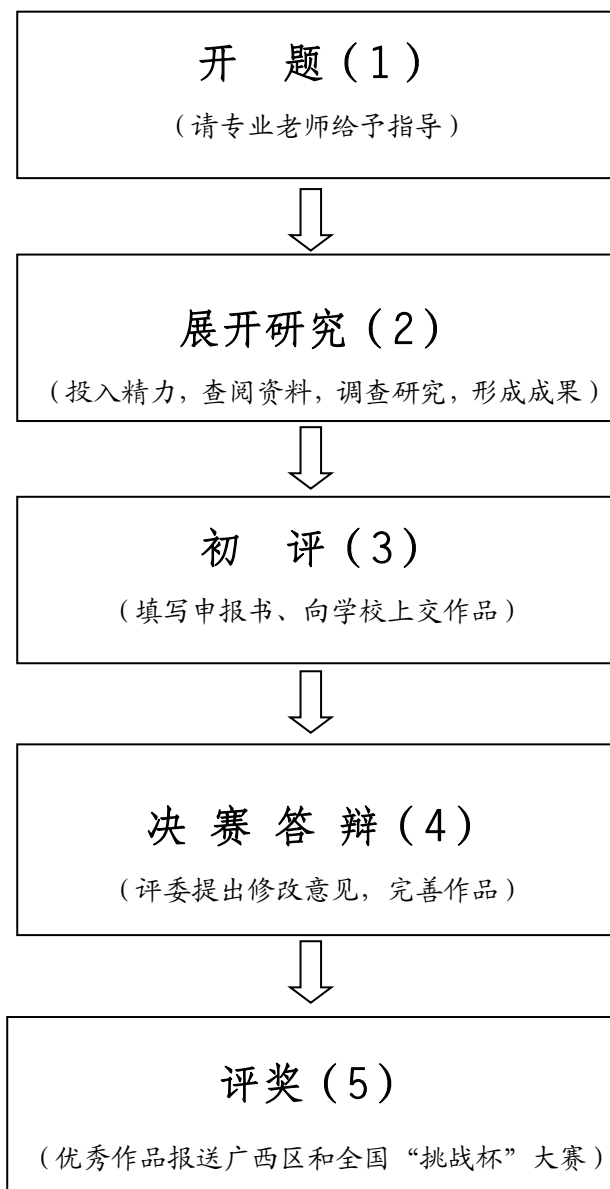 开 题（1）
（请专业老师给予指导）
展开研究（2）
（投入精力，查阅资料，调查研究，形成成果）
初 评（3）
（填写申报书、向学校上交作品）
决 赛 答 辩（4）
（评委提出修改意见，完善作品）
评奖（5）
（优秀作品报送广西区和全国“挑战杯”大赛）